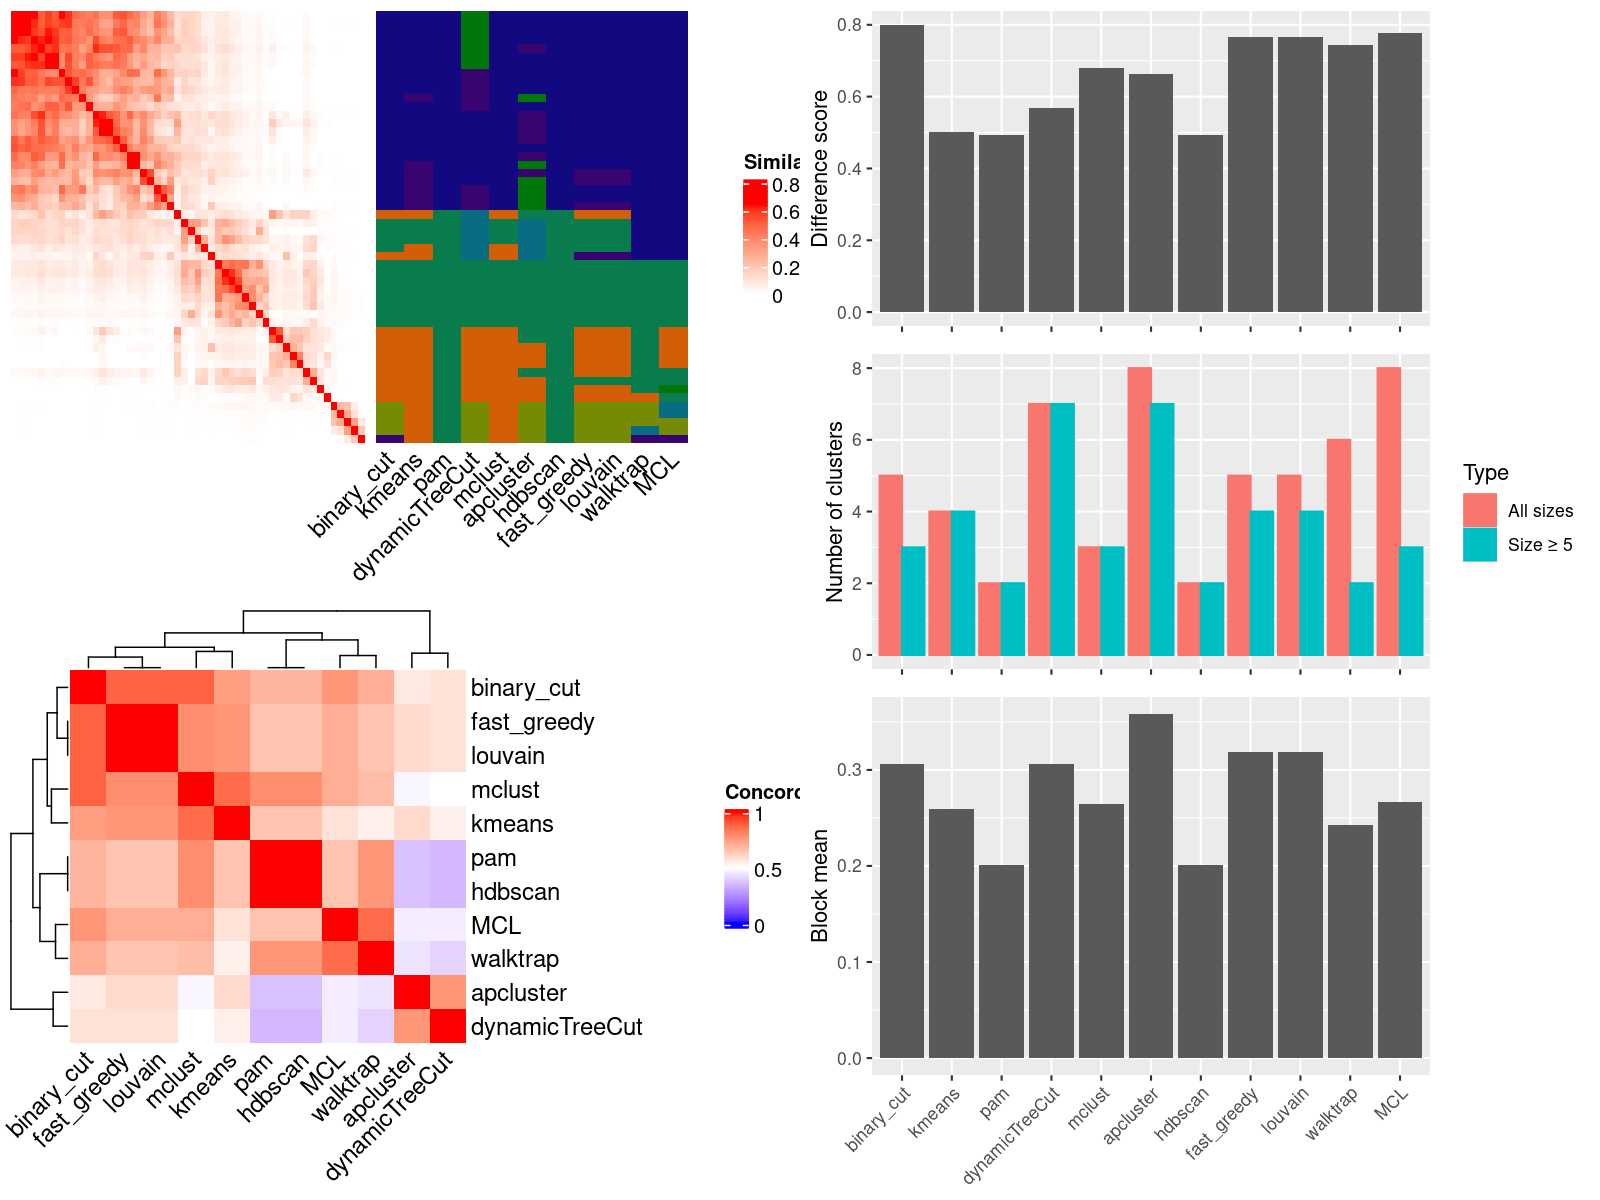 Simila
0.8
0.6
0.4
0.2
0
binary_cut
kmeans
pam
dynamicTreeCut
mclust
apcluster
hdbscan
fast_greedy
louvain
walktrap
MCL
binary_cut
fast_greedy
louvain
mclust
kmeans
pam
hdbscan
MCL
walktrap
apcluster
dynamicTreeCut
binary_cut
fast_greedy
louvain
mclust
kmeans
pam
hdbscan
MCL
walktrap
apcluster
dynamicTreeCut
Conco
1
0.5
0
Difference score
0.8
0.6
0.4
0.2
0.0
Number of clusters
8
6
4
2
0
Type
All sizes
Size ≥ 5
Block mean
0.3
0.2
0.1
0.0
binary_cut
kmeans
pam
dynamicTreeCut
mclust
apcluster
hdbscan
fast_greedy
louvain
walktrap
MCL